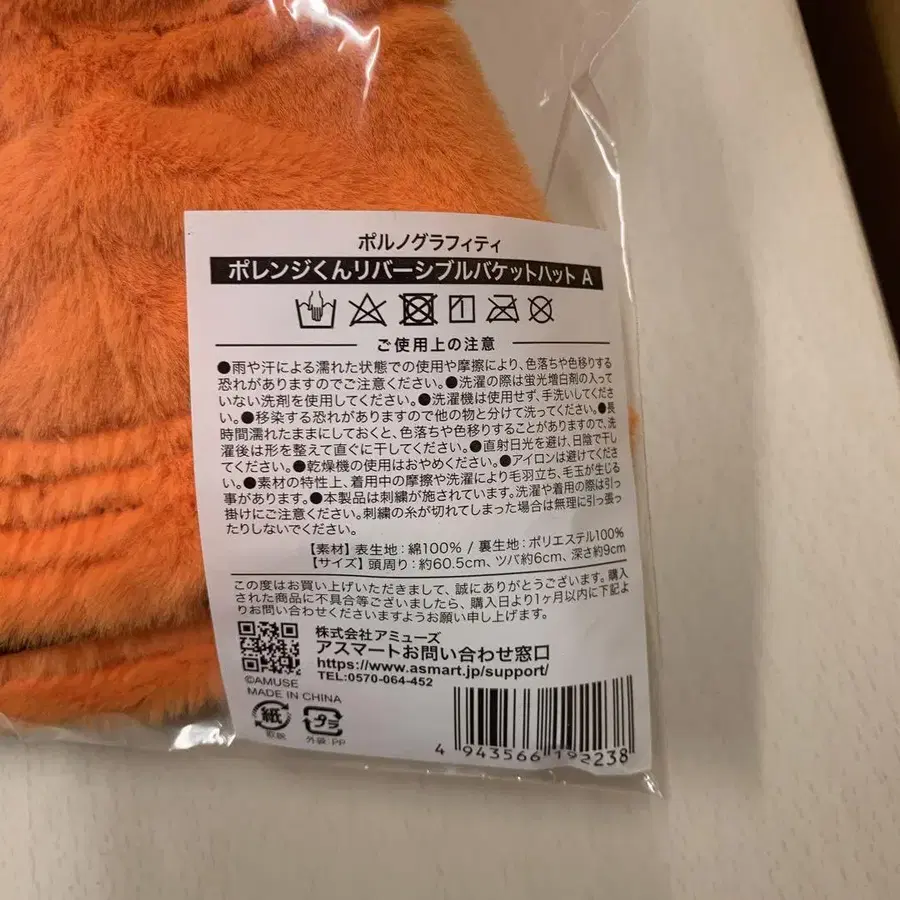 ポルノグラフィティ
ポレンジくんリバーシブルバケットハット A
ご使用上の注意
●雨や汗による濡れた状態での使用や摩擦により、色落ちや色移りする
恐れがありますのでご注意ください。●洗濯の際は蛍光増白剤の入って
いない洗剤を使用してください。●洗濯機は使用せず、手洗いしてくださ
い。●移染する恐れがありますので他の物と分けて洗ってください。●長
時間濡れたままにしておくと、色落ちや色移りすることがありますので、洗
濯後は形を整えて直ぐに干してください。●直射日光を避け、日陰で干し
てください。●乾燥機の使用はおやめください。●アイロンは避けてくださ
い。●素材の特性上、着用中の摩擦や洗濯により毛羽立ち、毛玉が生じる
事があります。●本製品は刺繍が施されています。洗濯や着用の際は引っ
掛けにご注意ください。刺繍の糸が切れてしまった場合は無理に引っ張っ
たりしないでください。
【素材】表生地：綿100% / 裏生地：ポリエステル100%
【サイズ】頭周り：約60.5cm、ツバ約6cm、深さ約9cm
この度はお買い上げいただきまして、誠にありがとうございます。購入
された商品に不具合等ございましたら、購入日より1ヶ月以内に下記よ
りお問い合わせくださいますようお願い申し上げます。
株式会社アミューズ
アスマートお問い合わせ窓口
https://www.asmart.jp/support/
TEL:0570-064-452
©AMUSE
MADE IN CHINA
紙
台紙
プラ
外袋：PP
4 943566 192238